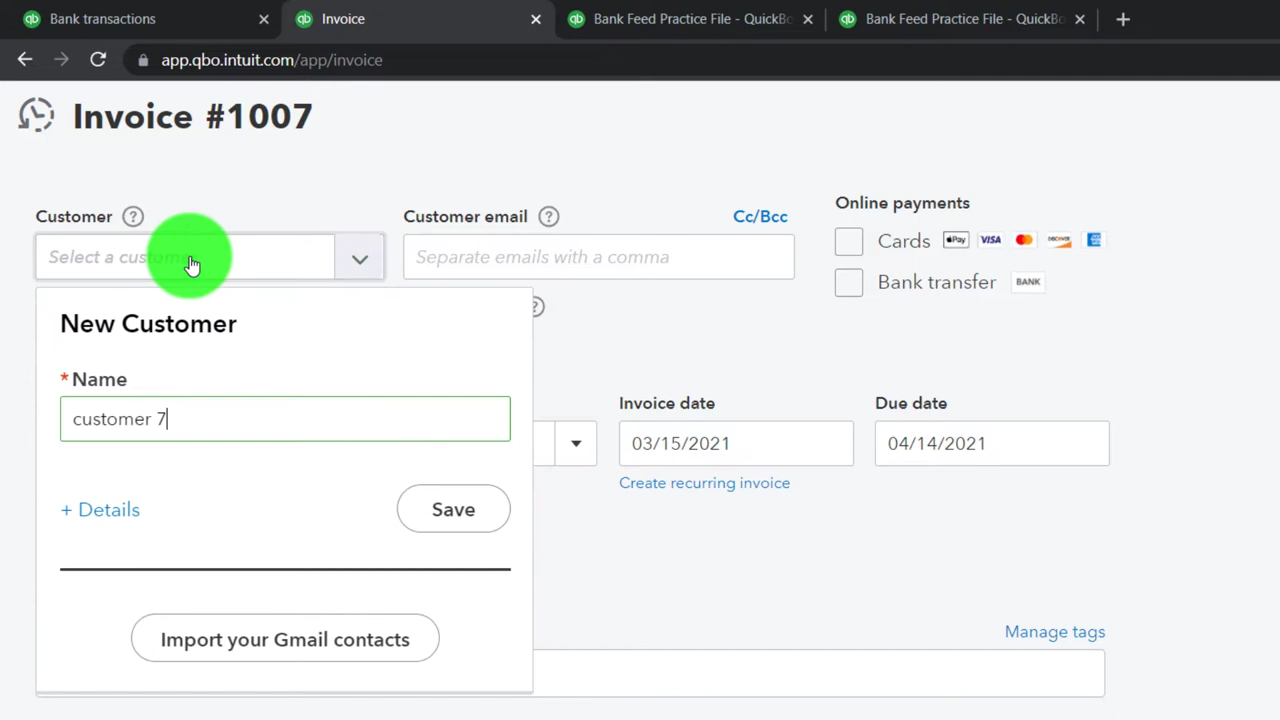 Bank transactions
Invoice
Bank Feed Practice File - QuickBo
Bank Feed Practice File - QuickBo
app.qbo.intuit.com/app/invoice
Invoice #1007
Customer ?
Customer email ?
Cc/Bcc
Online payments
Select a custome
Separate emails with a comma
Cards Pay VISA DISCOVER
Bank transfer BANK
?
New Customer
* Name
customer 7
Invoice date
Due date
03/15/2021
04/14/2021
Create recurring invoice
+ Details
Save
Import your Gmail contacts
Manage tags